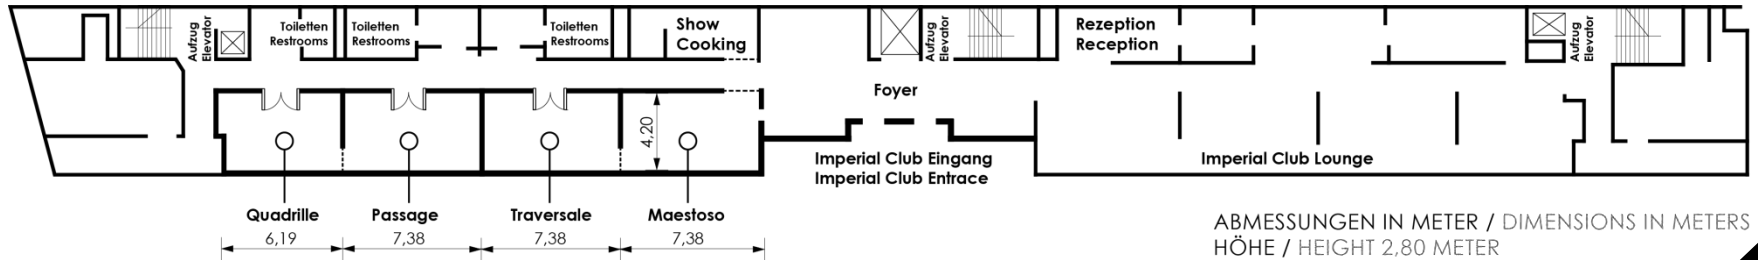 Aufzug
Elevator
Toiletten
Restrooms
Toiletten
Restrooms
Toiletten
Restrooms
Show
Cooking
Aufzug
Elevator
Rezeption
Reception
Aufzug
Elevator
Foyer
4,20
Imperial Club Eingang
Imperial Club Entrace
Imperial Club Lounge
Quadrille
Passage
Traversale
Maestoso
6,19
7,38
7,38
7,38
ABMESSUNGEN IN METER / DIMENSIONS IN METERS
HÖHE / HEIGHT 2,80 METER